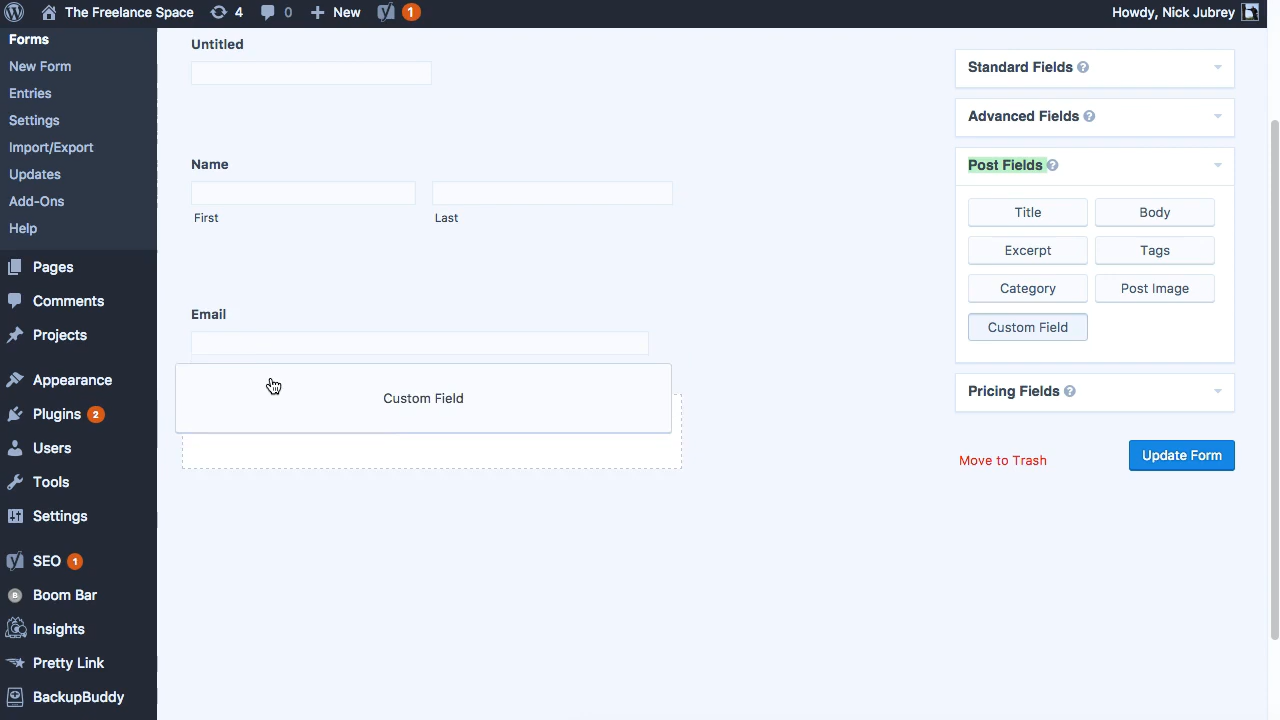 The Freelance Space 4 0 New 1 Howdy, Nick Jubrey
Forms
New Form
Entries
Settings
Import/Export
Updates
Add-Ons
Help
Pages
Comments
Projects
Appearance
Plugins 2
Users
Tools
Settings
SEO 1
Boom Bar
Insights
Pretty Link
BackupBuddy
Untitled
Name
First Last
Email
Custom Field
Standard Fields ?
Advanced Fields ?
Post Fields ?
Title Body
Excerpt Tags
Category Post Image
Custom Field
Pricing Fields ?
Move to Trash Update Form